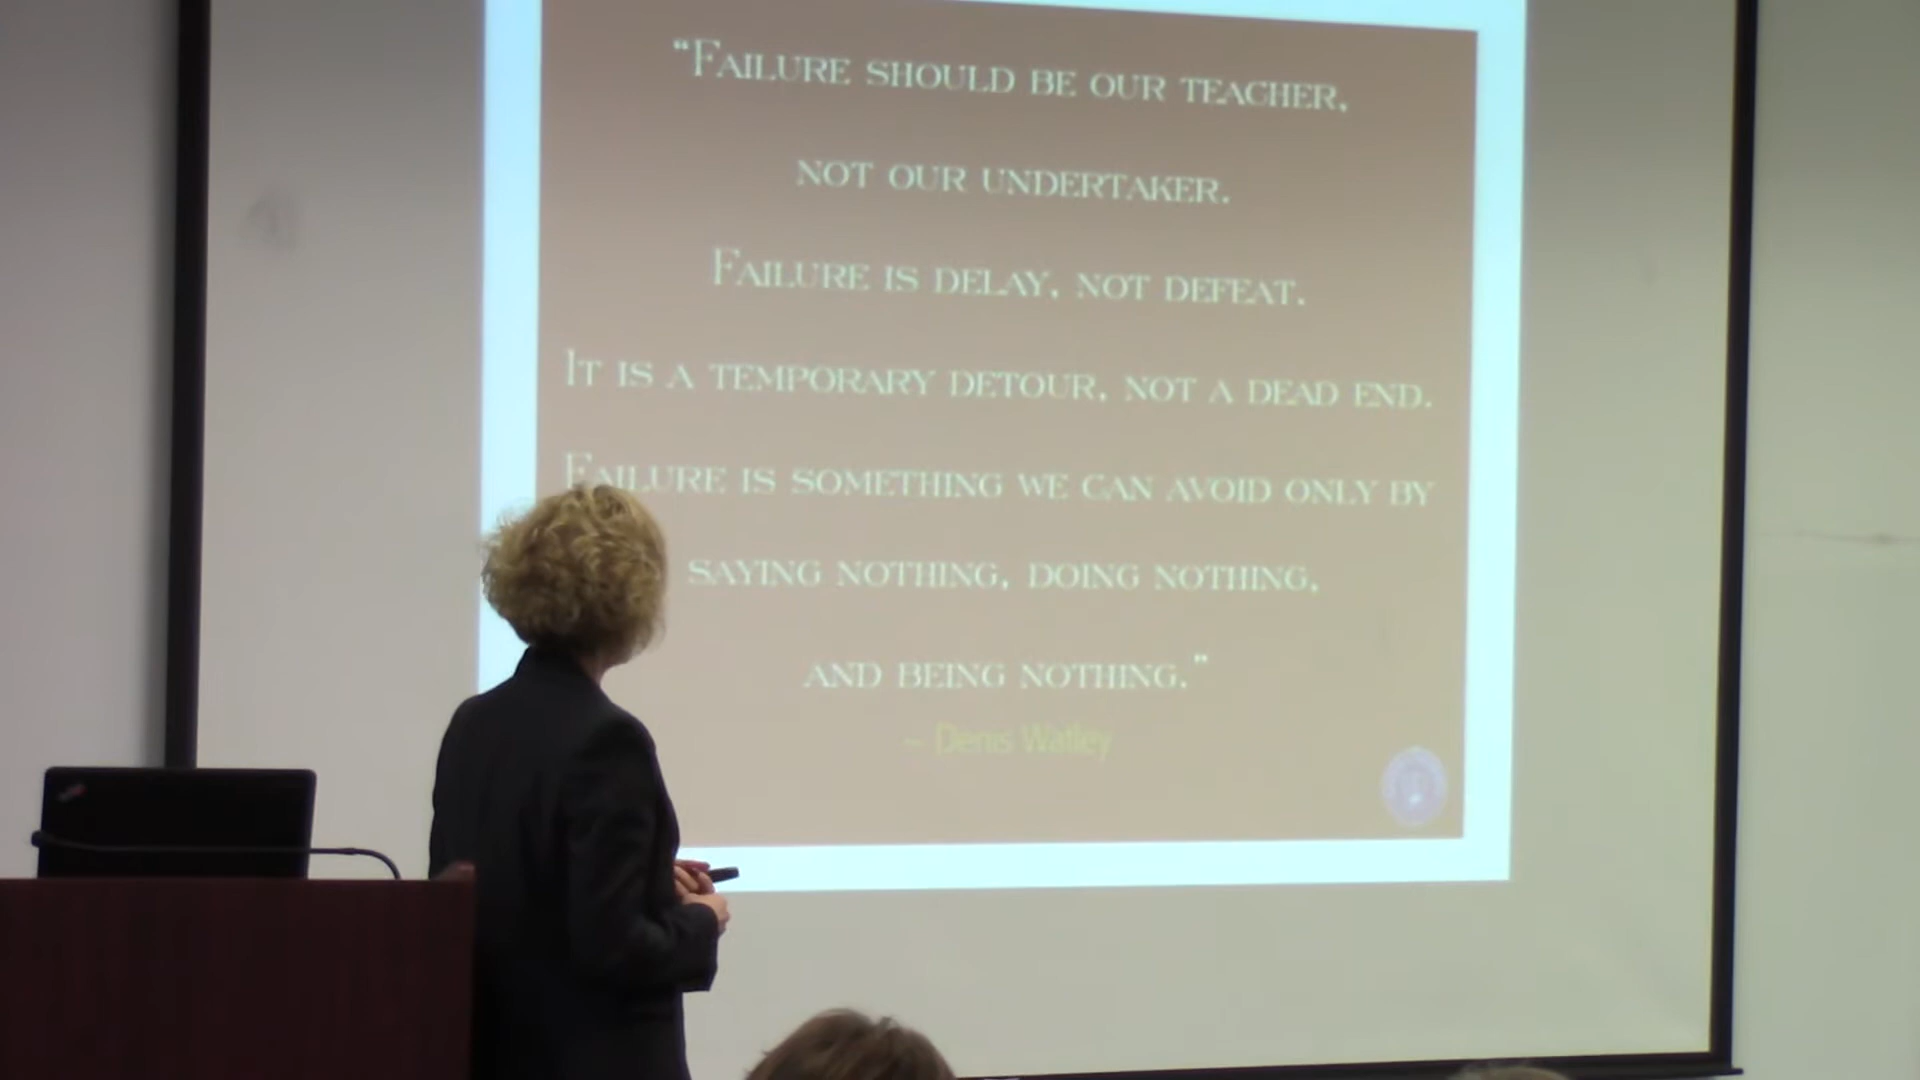 “Failure should be our teacher,
not our undertaker.
Failure is delay, not defeat.
It is a temporary detour, not a dead end.
Failure is something we can avoid only by
saying nothing, doing nothing,
and being nothing.”
– Denis Waitley